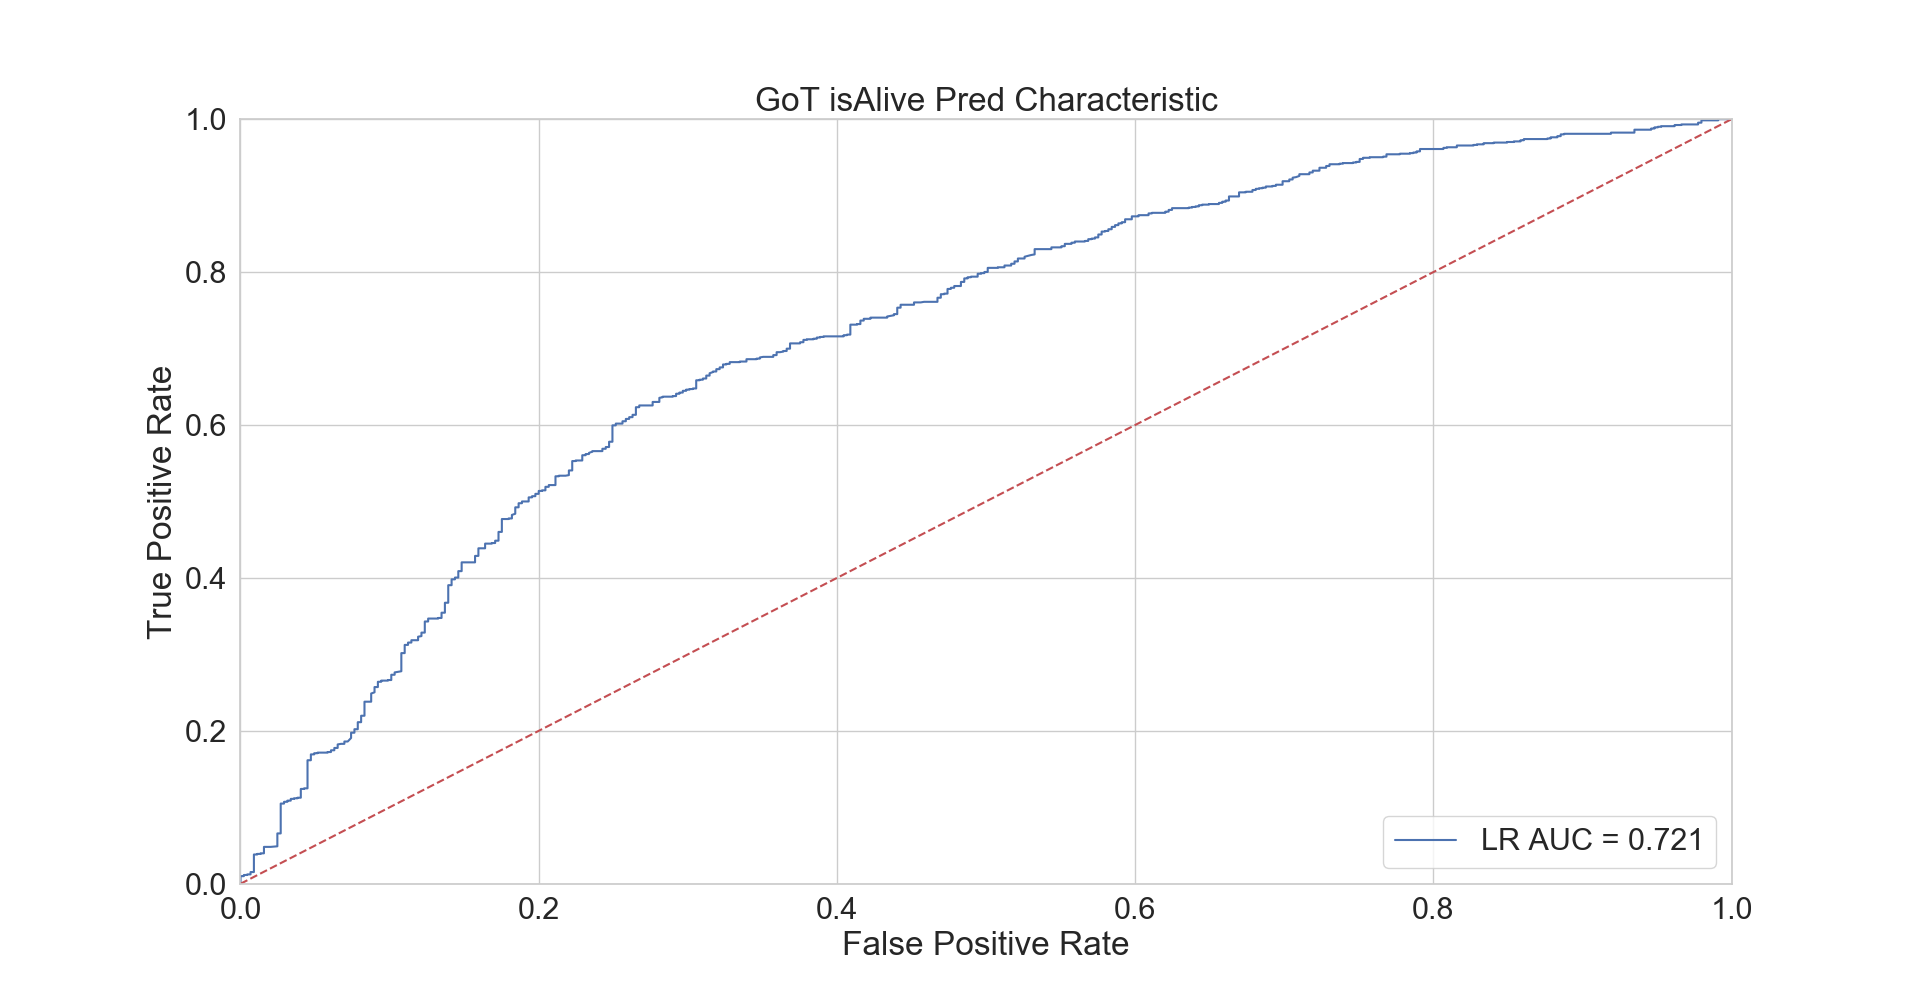 GoT isAlive Pred Characteristic
1.0
0.8
0.6
0.4
0.2
0.0
True Positive Rate
LR AUC = 0.721
0.0 0.2 0.4 0.6 0.8 1.0
False Positive Rate